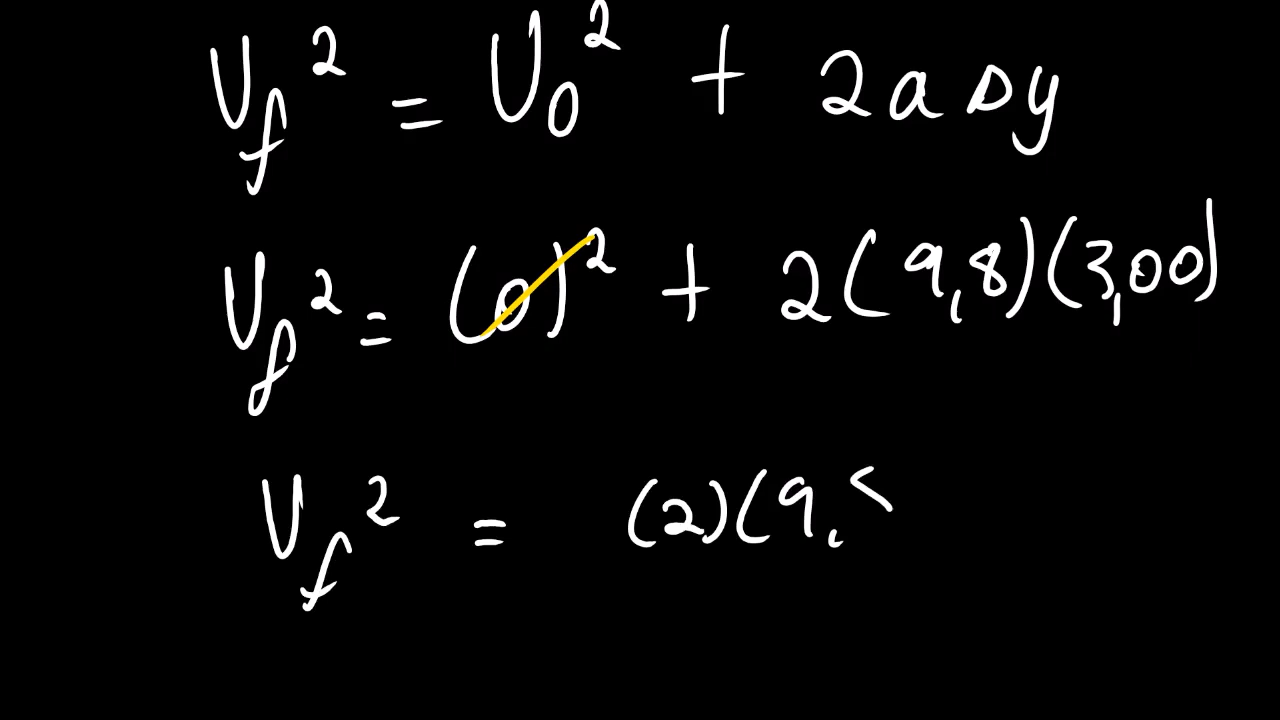 Vf² = V0² + 2aΔy
Vf² = (0)² + 2(9,8)(3,00)
Vf² = (2)(9,